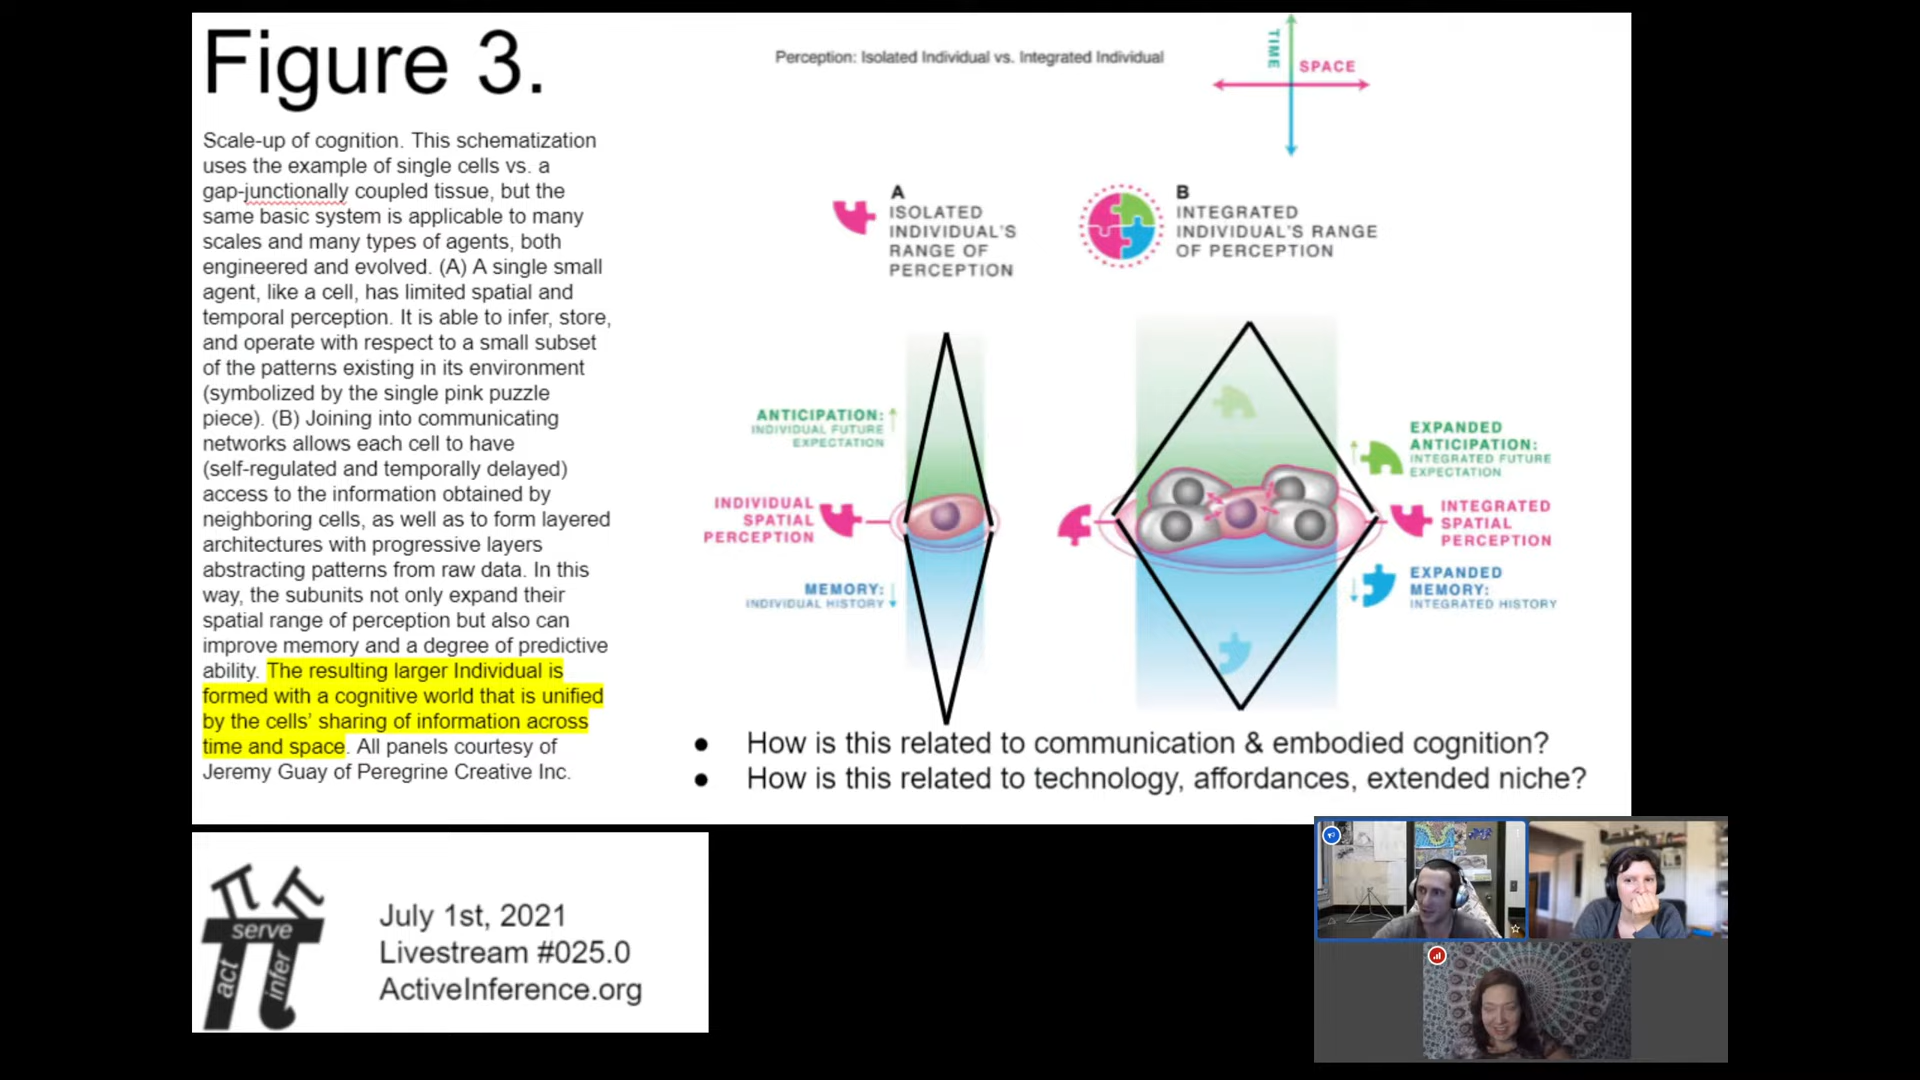 Figure 3.
Scale-up of cognition. This schematization
uses the example of single cells vs. a
gap-junctionally coupled tissue, but the
same basic system is applicable to many
scales and many types of agents, both
engineered and evolved. (A) A single small
agent, like a cell, has limited spatial and
temporal perception. It is able to infer, store,
and operate with respect to a small subset
of the patterns existing in its environment
(symbolized by the single pink puzzle
piece). (B) Joining into communicating
networks allows each cell to have
(self-regulated and temporally delayed)
access to the information obtained by
neighboring cells, as well as to form layered
architectures with progressive layers
abstracting patterns from raw data. In this
way, the subunits not only expand their
spatial range of perception but also can
improve memory and a degree of predictive
ability. The resulting larger Individual is
formed with a cognitive world that is unified
by the cells' sharing of information across
time and space. All panels courtesy of
Jeremy Guay of Peregrine Creative Inc.
Perception: Isolated Individual vs. Integrated Individual
TIME
SPACE
A
ISOLATED
INDIVIDUAL'S
RANGE OF
PERCEPTION
B
INTEGRATED
INDIVIDUAL'S RANGE
OF PERCEPTION
ANTICIPATION:
INDIVIDUAL FUTURE
EXPECTATION
INDIVIDUAL
SPATIAL
PERCEPTION
MEMORY:
INDIVIDUAL HISTORY
EXPANDED
ANTICIPATION:
INTEGRATED FUTURE
EXPECTATION
INTEGRATED
SPATIAL
PERCEPTION
EXPANDED
MEMORY:
INTEGRATED HISTORY
● How is this related to communication & embodied cognition?
● How is this related to technology, affordances, extended niche?
serve
act
infer
July 1st, 2021
Livestream #025.0
ActiveInference.org